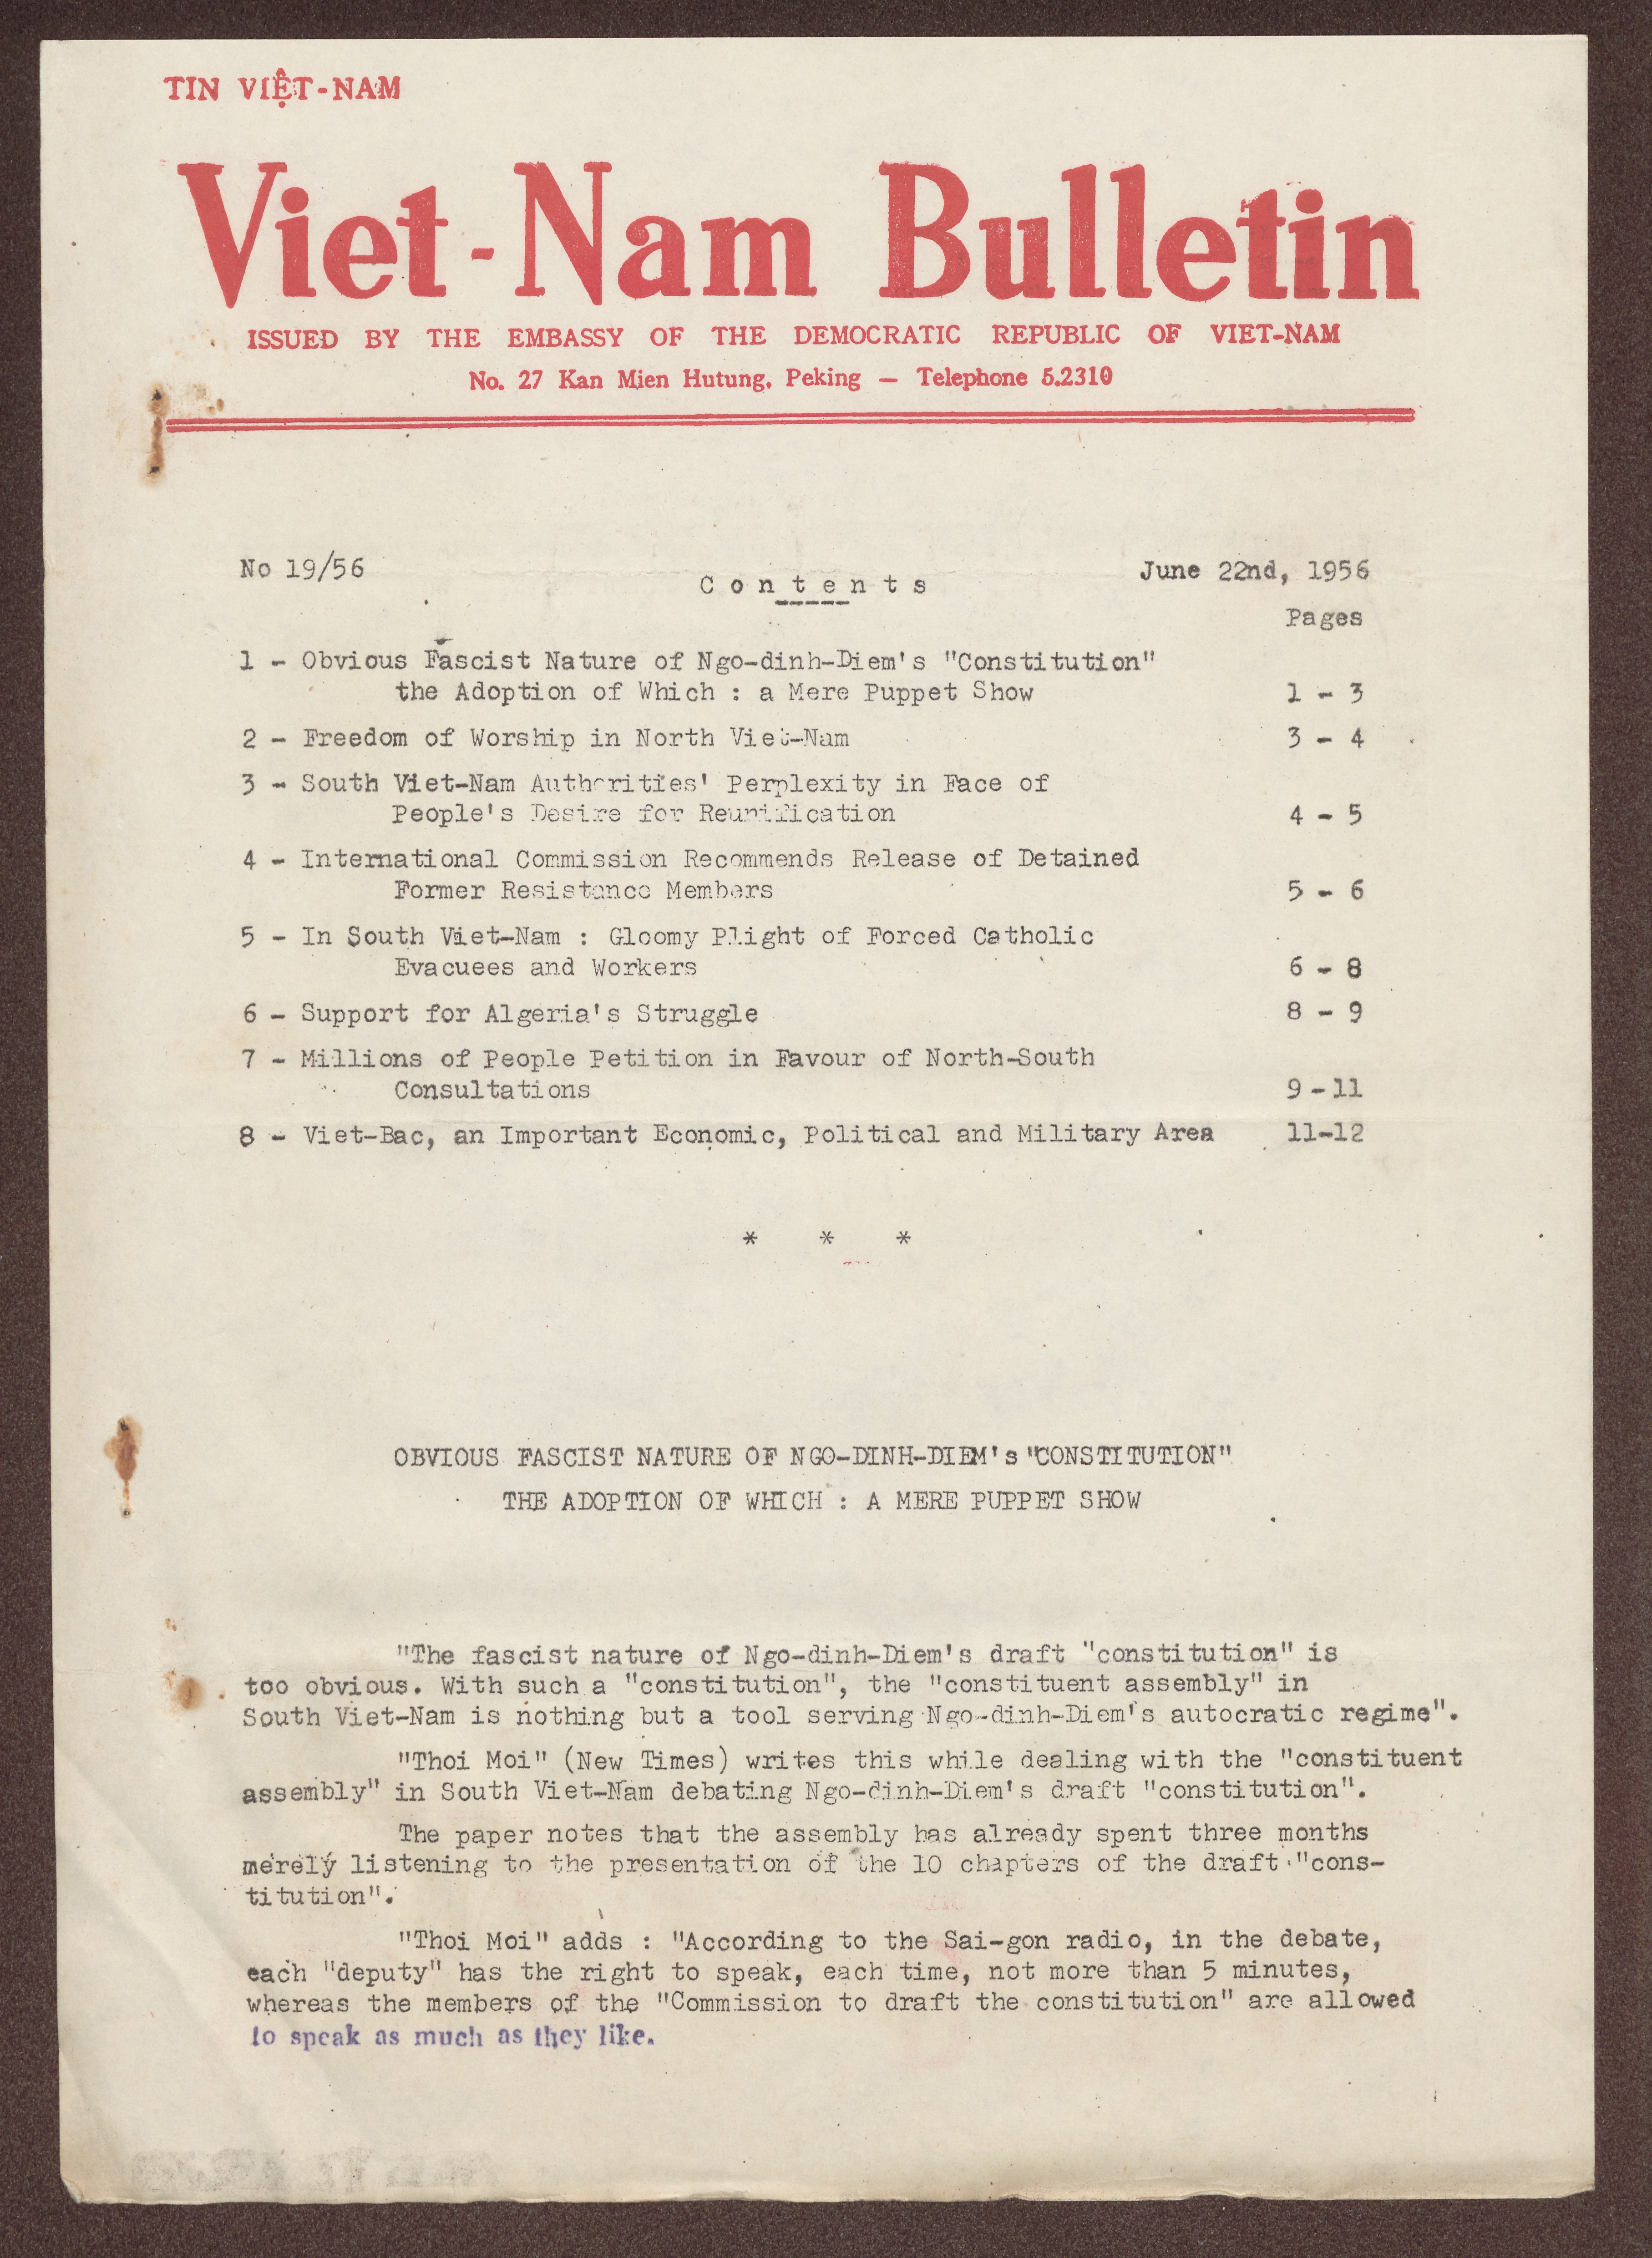 TIN VIỆT-NAM
Viet-Nam Bulletin
ISSUED BY THE EMBASSY OF THE DEMOCRATIC REPUBLIC OF VIET-NAM
No. 27 Kan Mien Hutung, Peking — Telephone 5.2310
No 19/56
June 22nd, 1956
Contents
Pages
1 - Obvious Fascist Nature of Ngo-dinh-Diem's "Constitution"
the Adoption of Which : a Mere Puppet Show 1 - 3
2 - Freedom of Worship in North Viet-Nam 3 - 4
3 - South Viet-Nam Authorities' Perplexity in Face of
People's Desire for Reunification 4 - 5
4 - International Commission Recommends Release of Detained
Former Resistance Members 5 - 6
5 - In South Viet-Nam : Gloomy Plight of Forced Catholic
Evacuees and Workers 6 - 8
6 - Support for Algeria's Struggle 8 - 9
7 - Millions of People Petition in Favour of North-South
Consultations 9 -11
8 - Viet-Bac, an Important Economic, Political and Military Area 11-12
* * *
OBVIOUS FASCIST NATURE OF NGO-DINH-DIEM's "CONSTITUTION"
THE ADOPTION OF WHICH : A MERE PUPPET SHOW
"The fascist nature of Ngo-dinh-Diem's draft "constitution" is
too obvious. With such a "constitution", the "constituent assembly" in
South Viet-Nam is nothing but a tool serving Ngo-dinh-Diem's autocratic regime".
"Thoi Moi" (New Times) writes this while dealing with the "constituent
assembly" in South Viet-Nam debating Ngo-dinh-Diem's draft "constitution".
The paper notes that the assembly has already spent three months
merely listening to the presentation of the 10 chapters of the draft "cons-
titution".
"Thoi Moi" adds : "According to the Sai-gon radio, in the debate,
each "deputy" has the right to speak, each time, not more than 5 minutes,
whereas the members of the "Commission to draft the constitution" are allowed
to speak as much as they like.